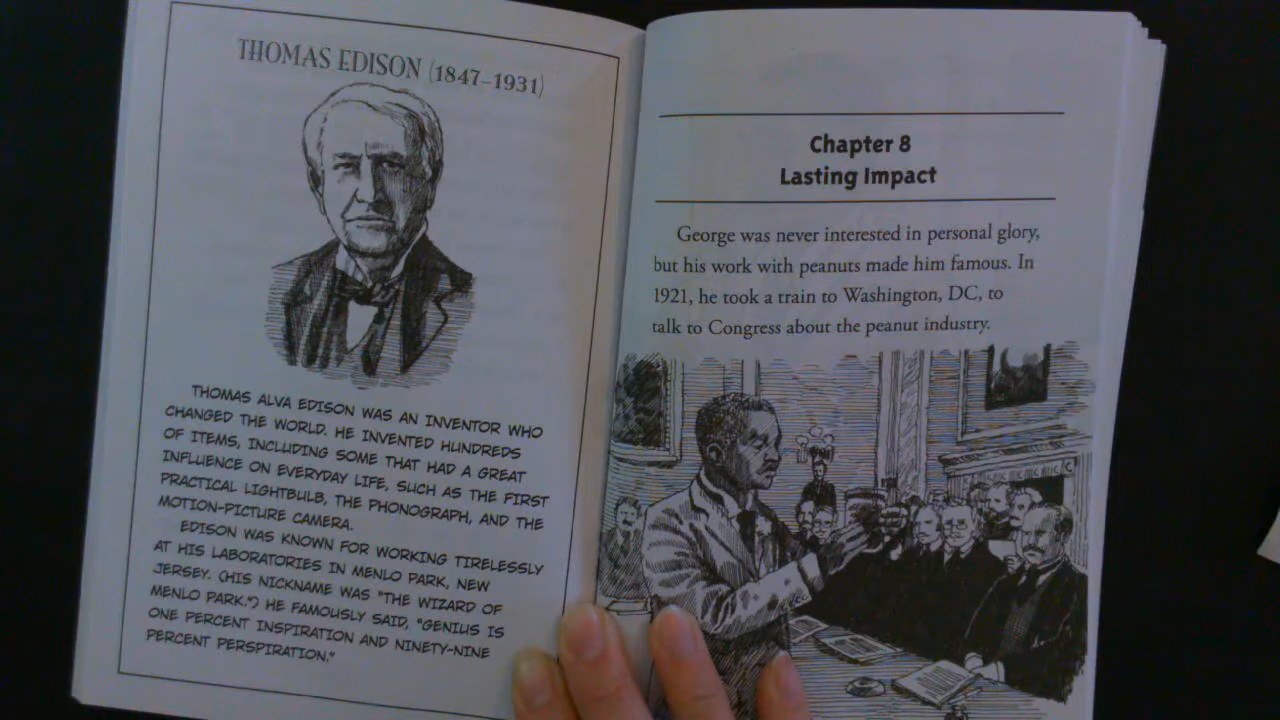 THOMAS EDISON (1847–1931)
THOMAS ALVA EDISON WAS AN INVENTOR WHO
CHANGED THE WORLD. HE INVENTED HUNDREDS
OF ITEMS, INCLUDING SOME THAT HAD A GREAT
INFLUENCE ON EVERYDAY LIFE, SUCH AS THE FIRST
PRACTICAL LIGHTBULB, THE PHONOGRAPH, AND THE
MOTION-PICTURE CAMERA.
EDISON WAS KNOWN FOR WORKING TIRELESSLY
AT HIS LABORATORIES IN MENLO PARK, NEW
JERSEY. (HIS NICKNAME WAS "THE WIZARD OF
MENLO PARK.") HE FAMOUSLY SAID, "GENIUS IS
ONE PERCENT INSPIRATION AND NINETY-NINE
PERCENT PERSPIRATION."
Chapter 8
Lasting Impact
George was never interested in personal glory,
but his work with peanuts made him famous. In
1921, he took a train to Washington, DC, to
talk to Congress about the peanut industry.